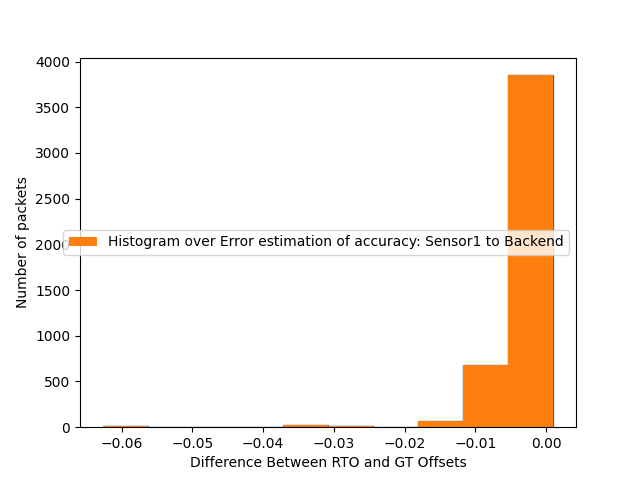 4000
3500
3000
2500
2000
1500
1000
500
0
Number of packets
Histogram over Error estimation of accuracy: Sensor1 to Backend
−0.06 −0.05 −0.04 −0.03 −0.02 −0.01 0.00
Difference Between RTO and GT Offsets